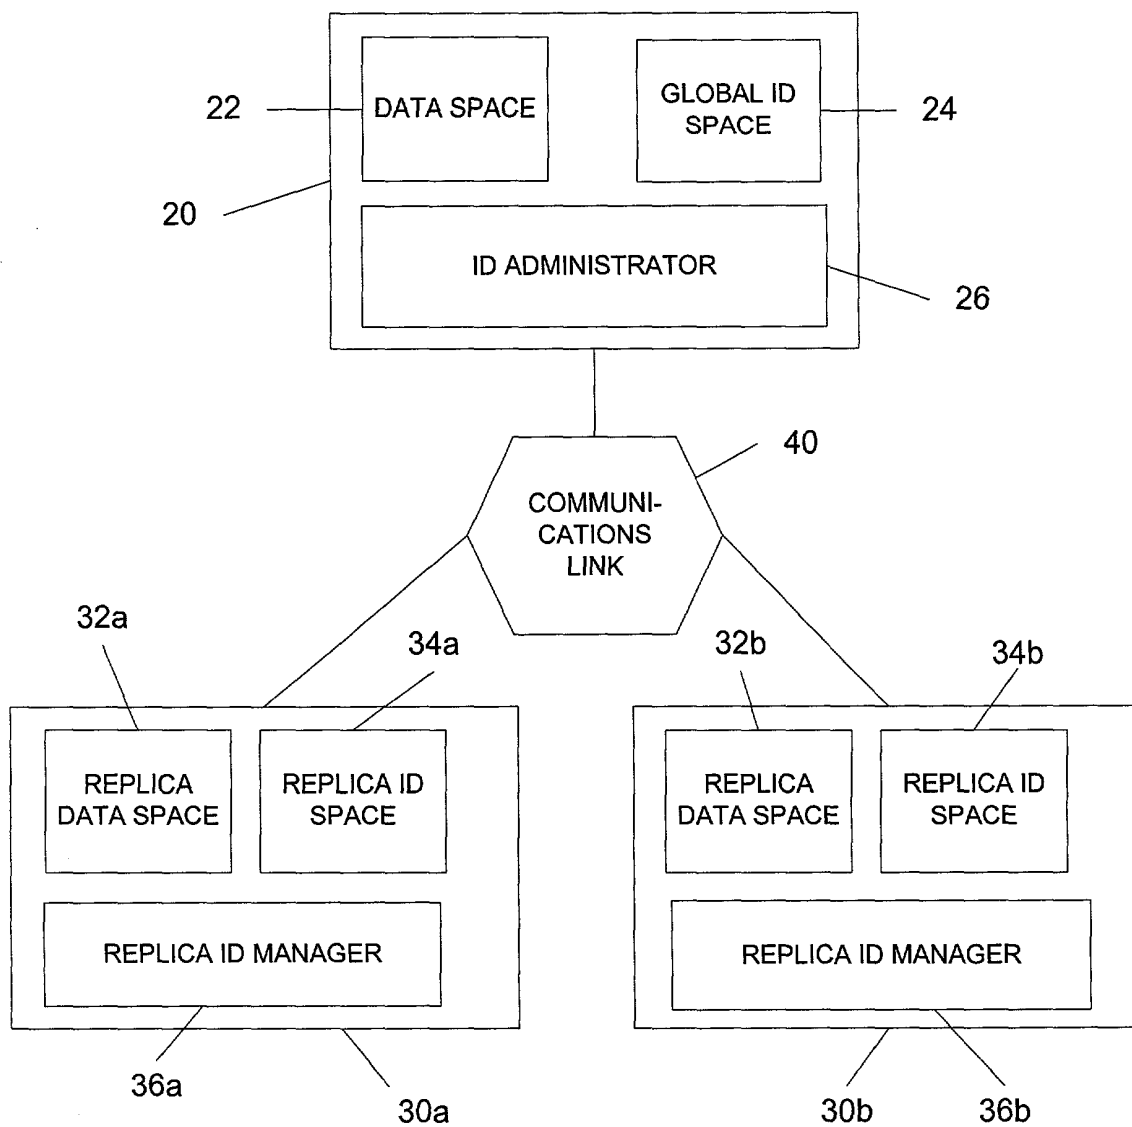 DATA SPACE
GLOBAL ID
SPACE
22
24
20
ID ADMINISTRATOR
26
40
COMMUNI-
CATIONS
LINK
32a
34a
32b
34b
REPLICA
DATA SPACE
REPLICA ID
SPACE
REPLICA
DATA SPACE
REPLICA ID
SPACE
REPLICA ID MANAGER
REPLICA ID MANAGER
36a
30a
30b
36b